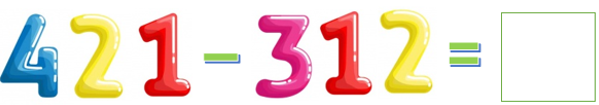 421 - 312 =